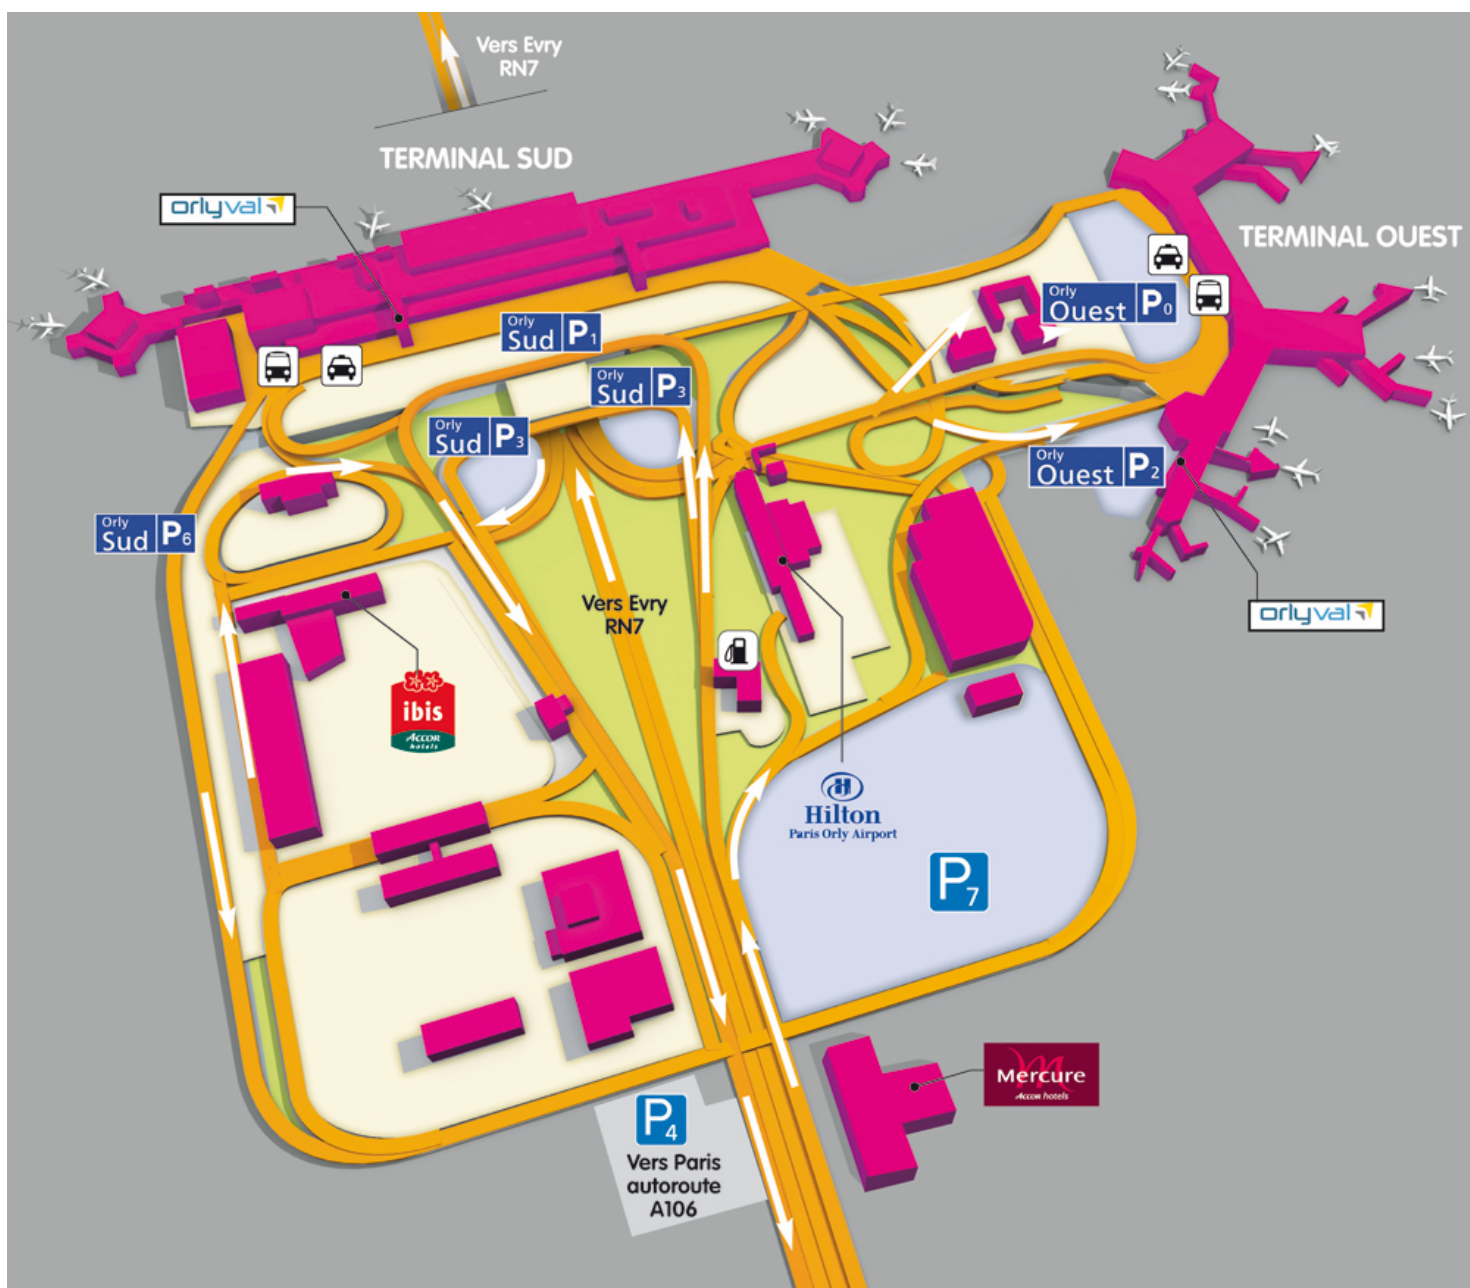 Vers Evry
RN7
TERMINAL SUD
orlyval
TERMINAL OUEST
Orly
Ouest P0
Orly
Sud P1
Orly
Sud P3
Orly
Sud P3
Orly
Ouest P2
Orly
Sud P6
Vers Evry
RN7
orlyval
ibis
ACCOR
hotels
H
Hilton
Paris Orly Airport
P7
Mercure
ACCOR hotels
P4
Vers Paris
autoroute
A106